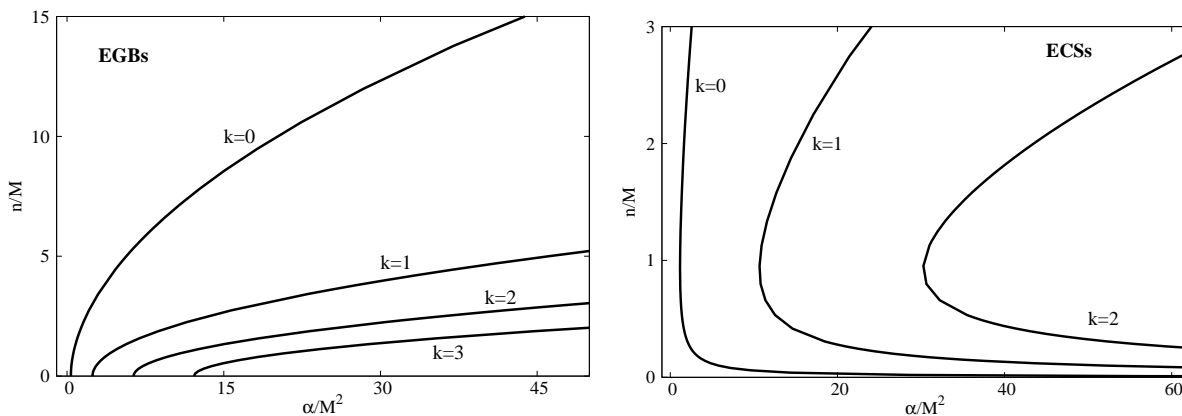 EGBs
15
10
5
0
n/M
k=0
k=1
k=2
k=3
0 15 30 45
α/M²
ECSs
3
2
1
0
n/M
k=0
k=1
k=2
0 20 40 60
α/M²